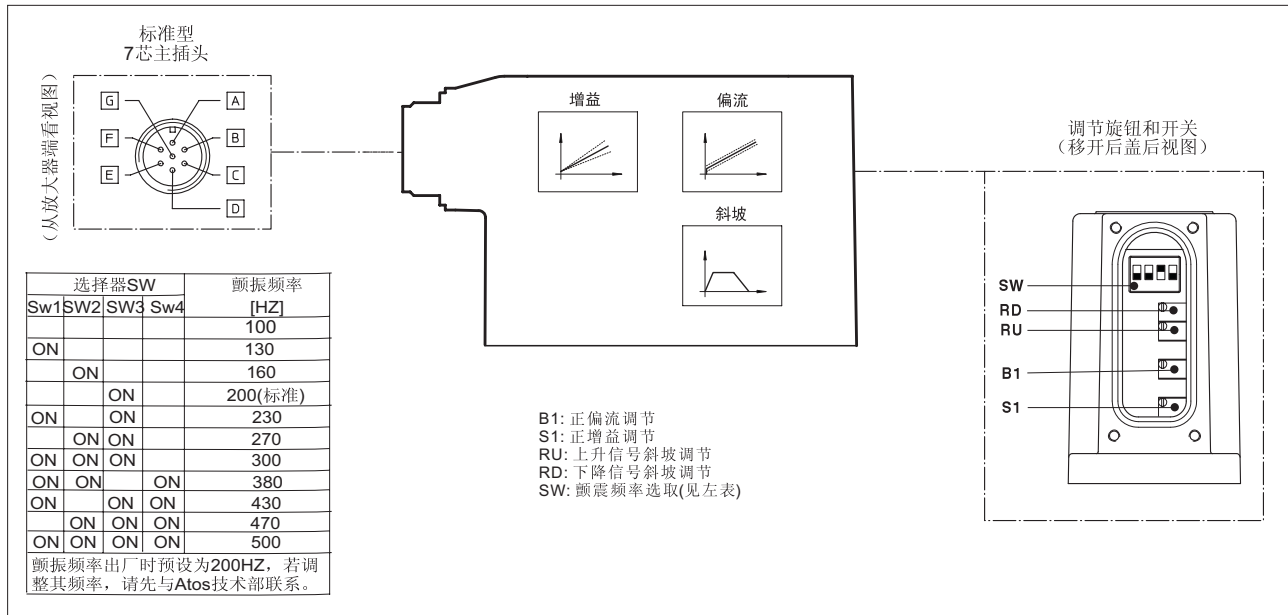 标准型
7芯主插头
(从放大器端看视图)
G A
F B
E C
D
增益 偏流
斜坡
调节旋钮和开关
(移开后盖后视图)
SW
RD
RU
B1
S1
选择器SW 颤振频率
Sw1 SW2 SW3 Sw4 [HZ]
100
ON 130
ON 160
ON 200(标准)
ON ON 230
ON ON 270
ON ON ON 300
ON ON ON 380
ON ON ON 430
ON ON ON 470
ON ON ON ON 500
颤振频率出厂时预设为200HZ,若调
整其频率,请先与Atos技术部联系。
B1: 正偏流调节
S1: 正增益调节
RU: 上升信号斜坡调节
RD: 下降信号斜坡调节
SW: 颤震频率选取(见左表)